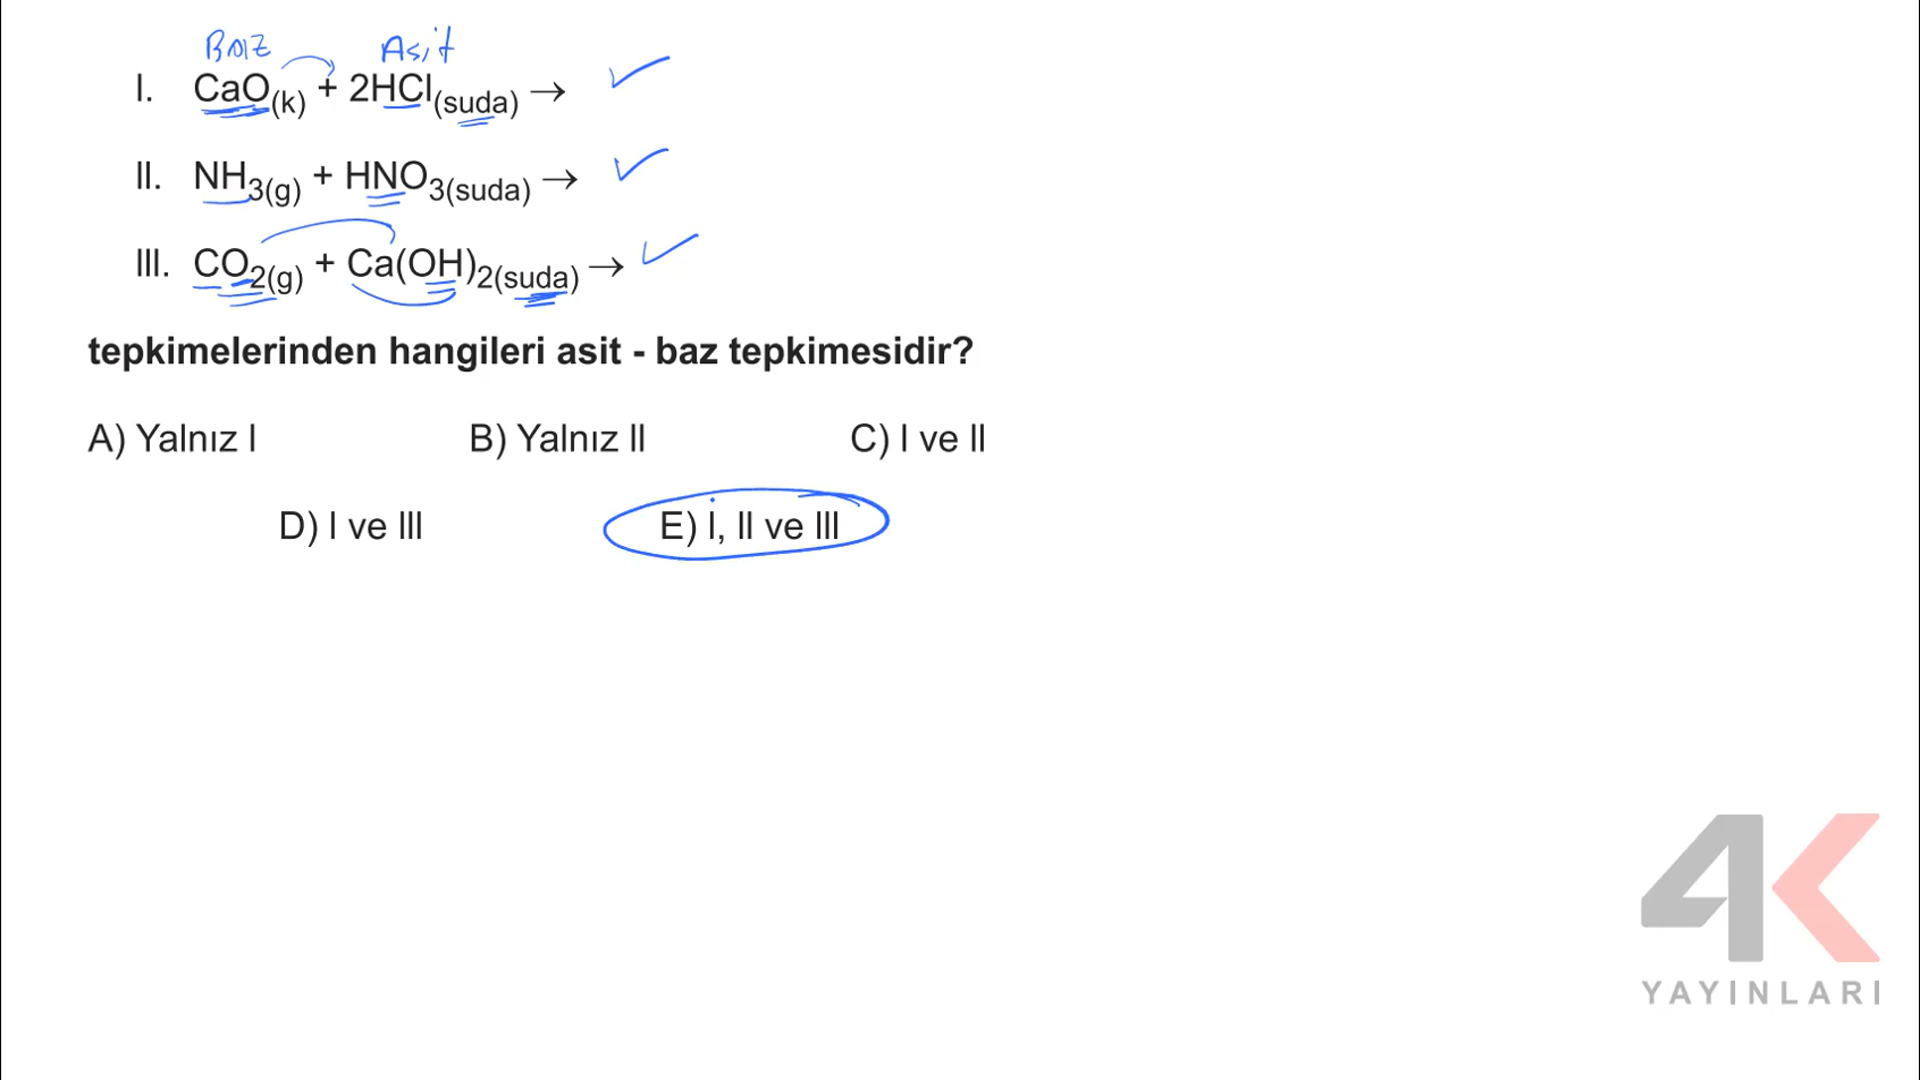 Baz Asit
I. CaO(k) + 2HCl(suda) →
II. NH3(g) + HNO3(suda) →
III. CO2(g) + Ca(OH)2(suda) →
tepkimelerinden hangileri asit - baz tepkimesidir?
A) Yalnız I B) Yalnız II C) I ve II
D) I ve III E) I, II ve III
4K
YAYINLARI